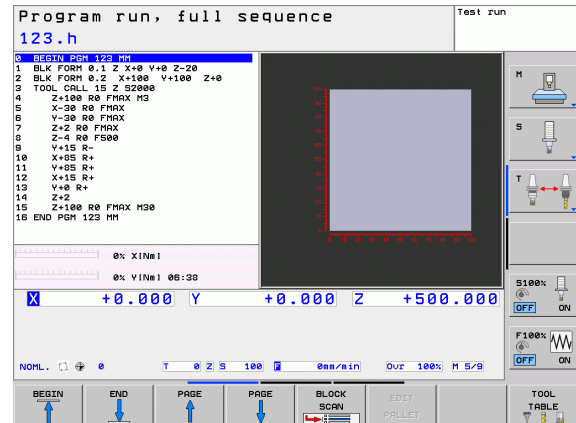 Program run, full sequence
Test run
123.h
0 BEGIN PGM 123 MM
1 BLK FORM 0.1 Z X+0 Y+0 Z-20
2 BLK FORM 0.2 X+100 Y+100 Z+0
3 TOOL CALL 15 Z S2000
4 Z+100 R0 FMAX M3
5 X-30 R0 FMAX
6 Y-30 R0 FMAX
7 Z+2 R0 FMAX
8 Z-4 R0 F500
9 Y+15 R-
10 X+85 R+
11 Y+85 R+
12 X+15 R+
13 Y+0 R+
14 Z+2
15 Z+100 R0 FMAX M30
16 END PGM 123 MM
0% X[Nm]
0% Y[Nm] 06:38
X +0.000 Y +0.000 Z +500.000
NOML. 0 T 0 Z S 100 F 0mm/min Ovr 100% M 5/9
M
S
T
S100%
OFF ON
F100%
OFF ON
BEGIN
END
PAGE
PAGE
BLOCK SCAN
EDIT PALLET
TOOL TABLE